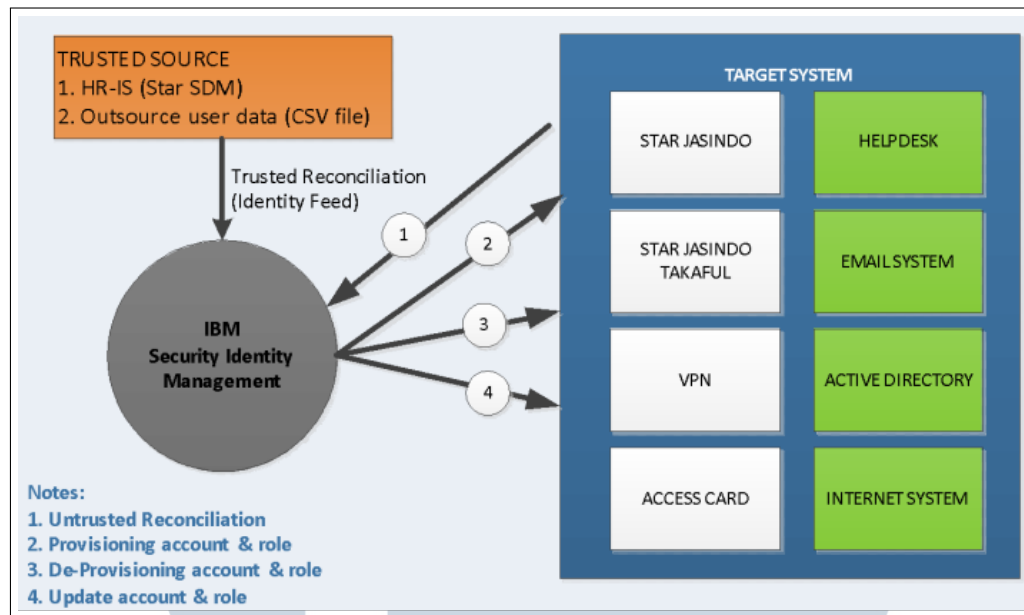 TRUSTED SOURCE
1. HR-IS (Star SDM)
2. Outsource user data (CSV file)
Trusted Reconciliation
(Identity Feed)
IBM
Security Identity
Management
1
2
3
4
TARGET SYSTEM
STAR JASINDO
HELPDESK
STAR JASINDO
TAKAFUL
EMAIL SYSTEM
VPN
ACTIVE DIRECTORY
ACCESS CARD
INTERNET SYSTEM
Notes:
1. Untrusted Reconciliation
2. Provisioning account & role
3. De-Provisioning account & role
4. Update account & role